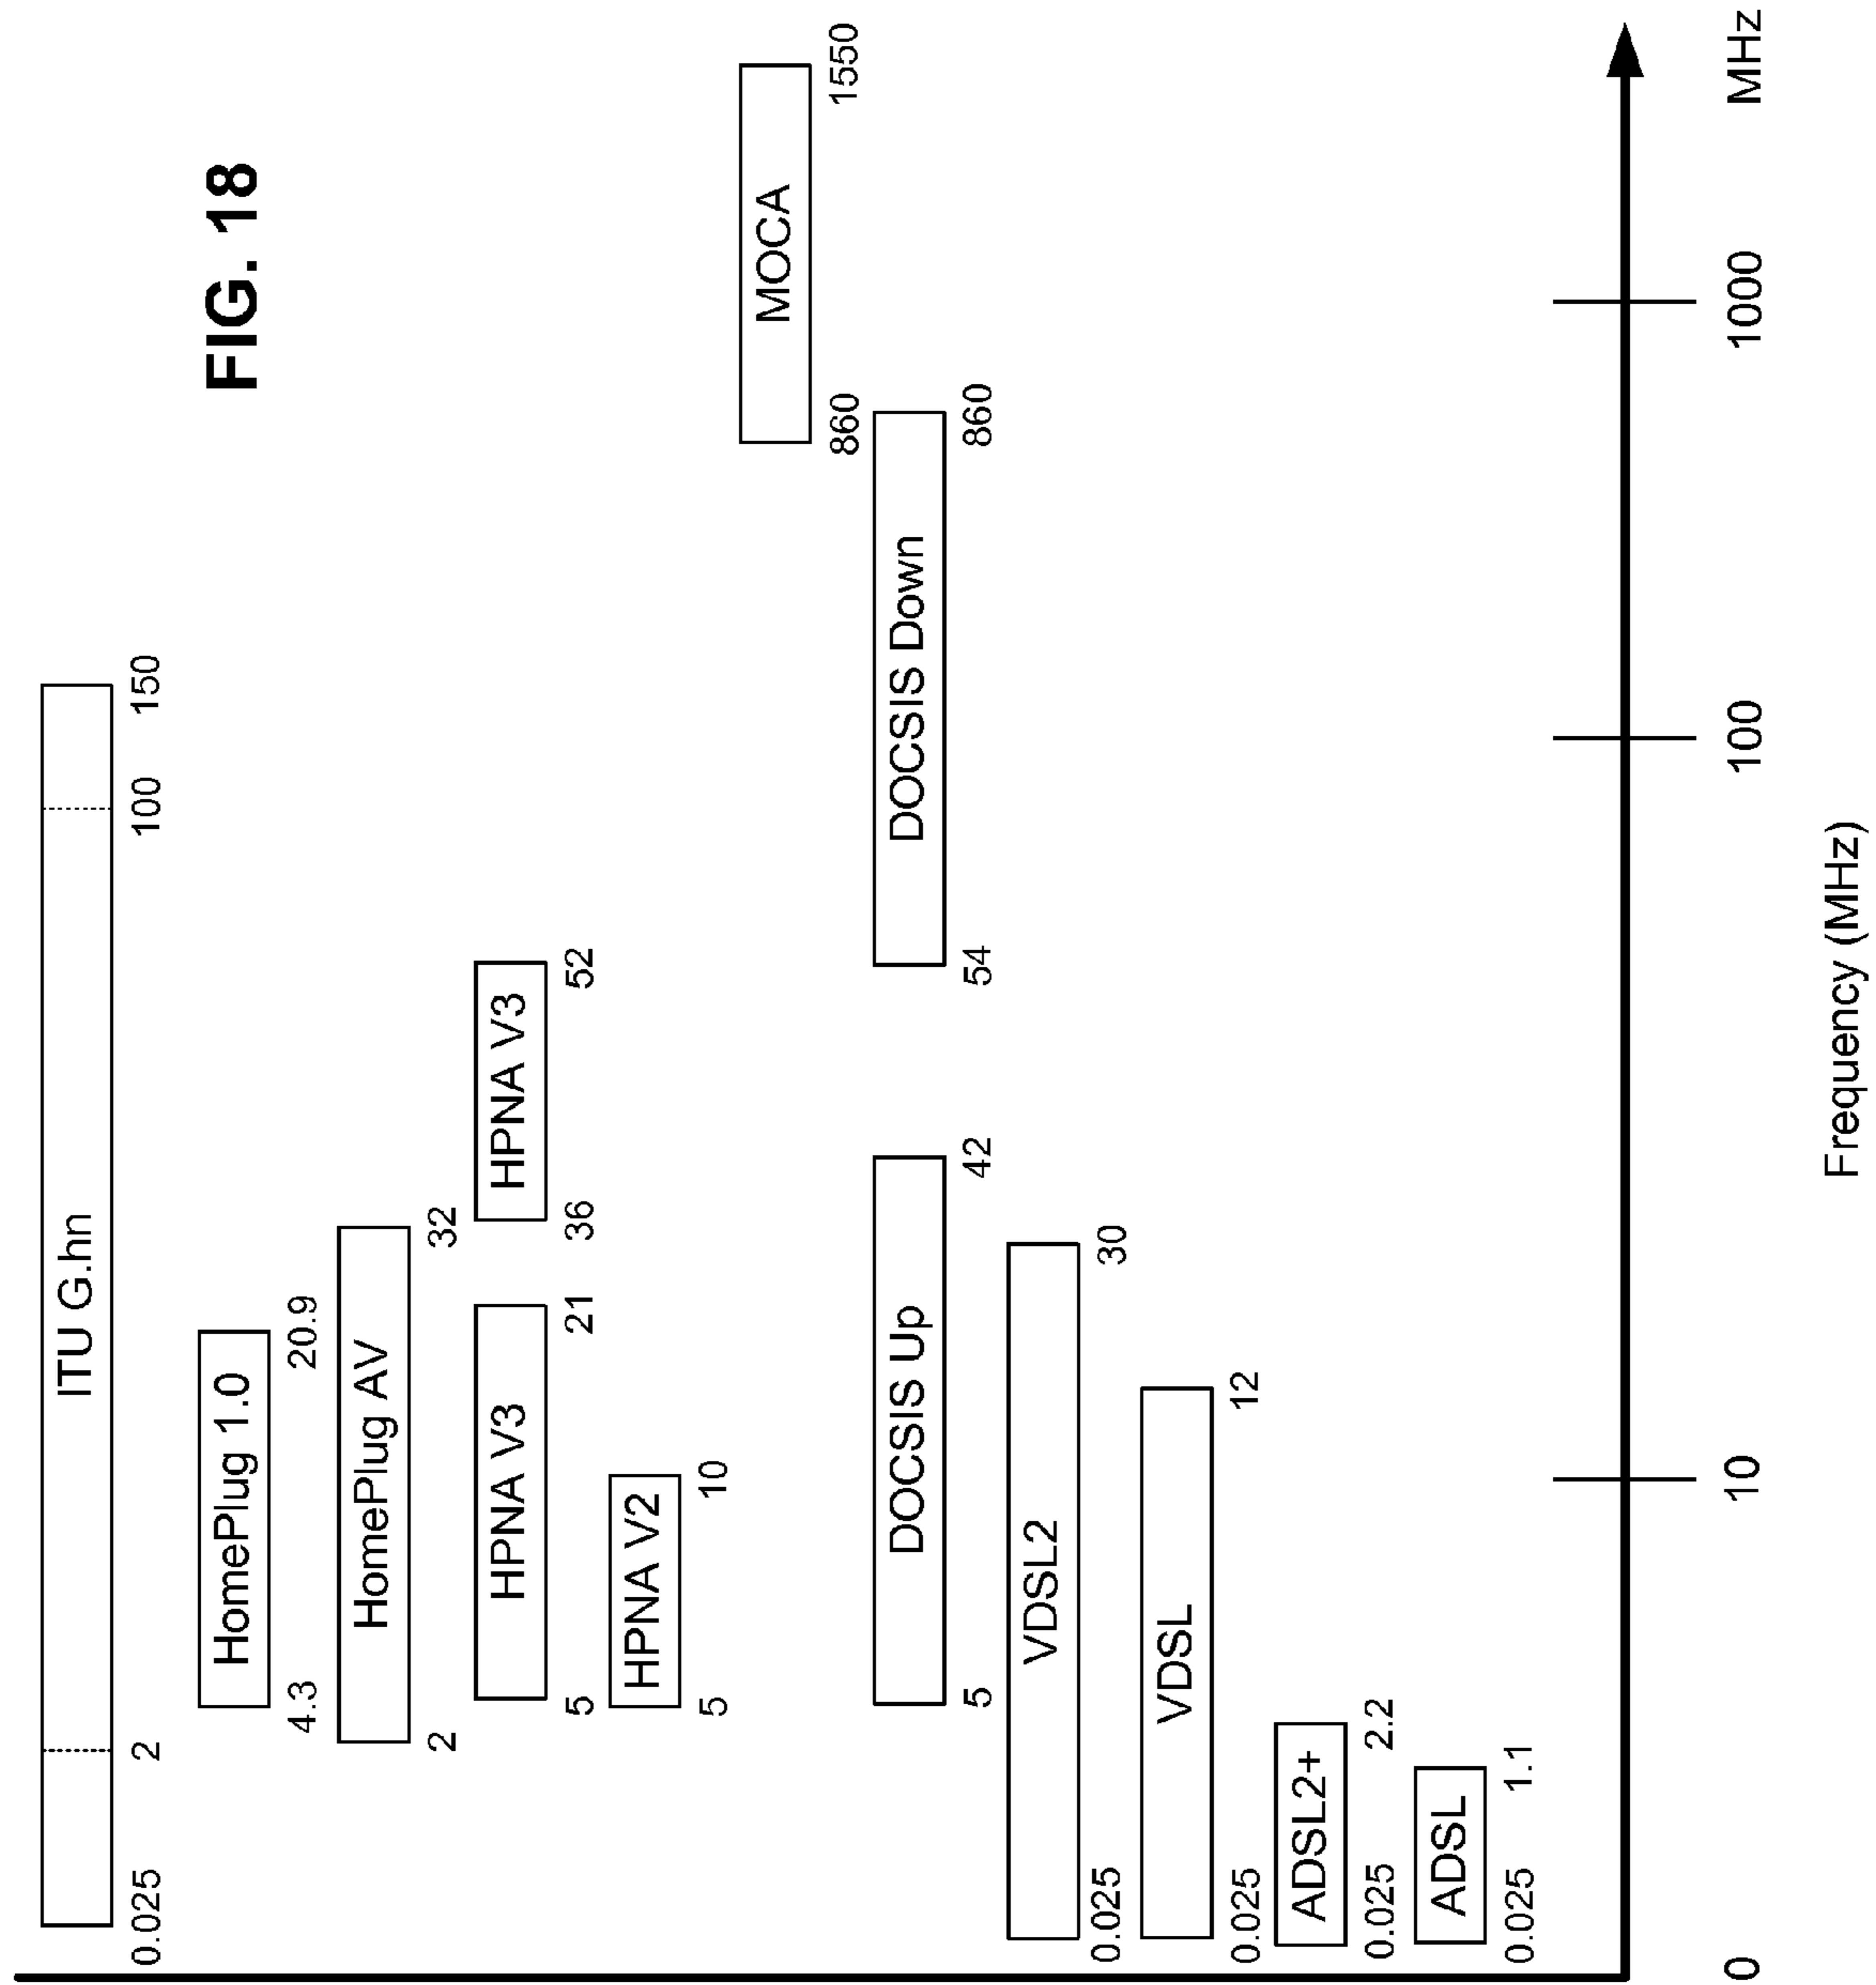 FIG. 18
ITU G.hn
0.025 2 100 150
HomePlug 1.0
4.3 20.9
HomePlug AV
2 32
HPNA V3 HPNA V3
5 21 36 52
HPNA V2
5 10
MOCA
860 1550
DOCSIS Up DOCSIS Down
5 42 54 860
VDSL2
0.025 30
VDSL
0.025 12
ADSL2+
0.025 2.2
ADSL
0.025 1.1
0 10 100 1000 MHz
Frequency (MHz)